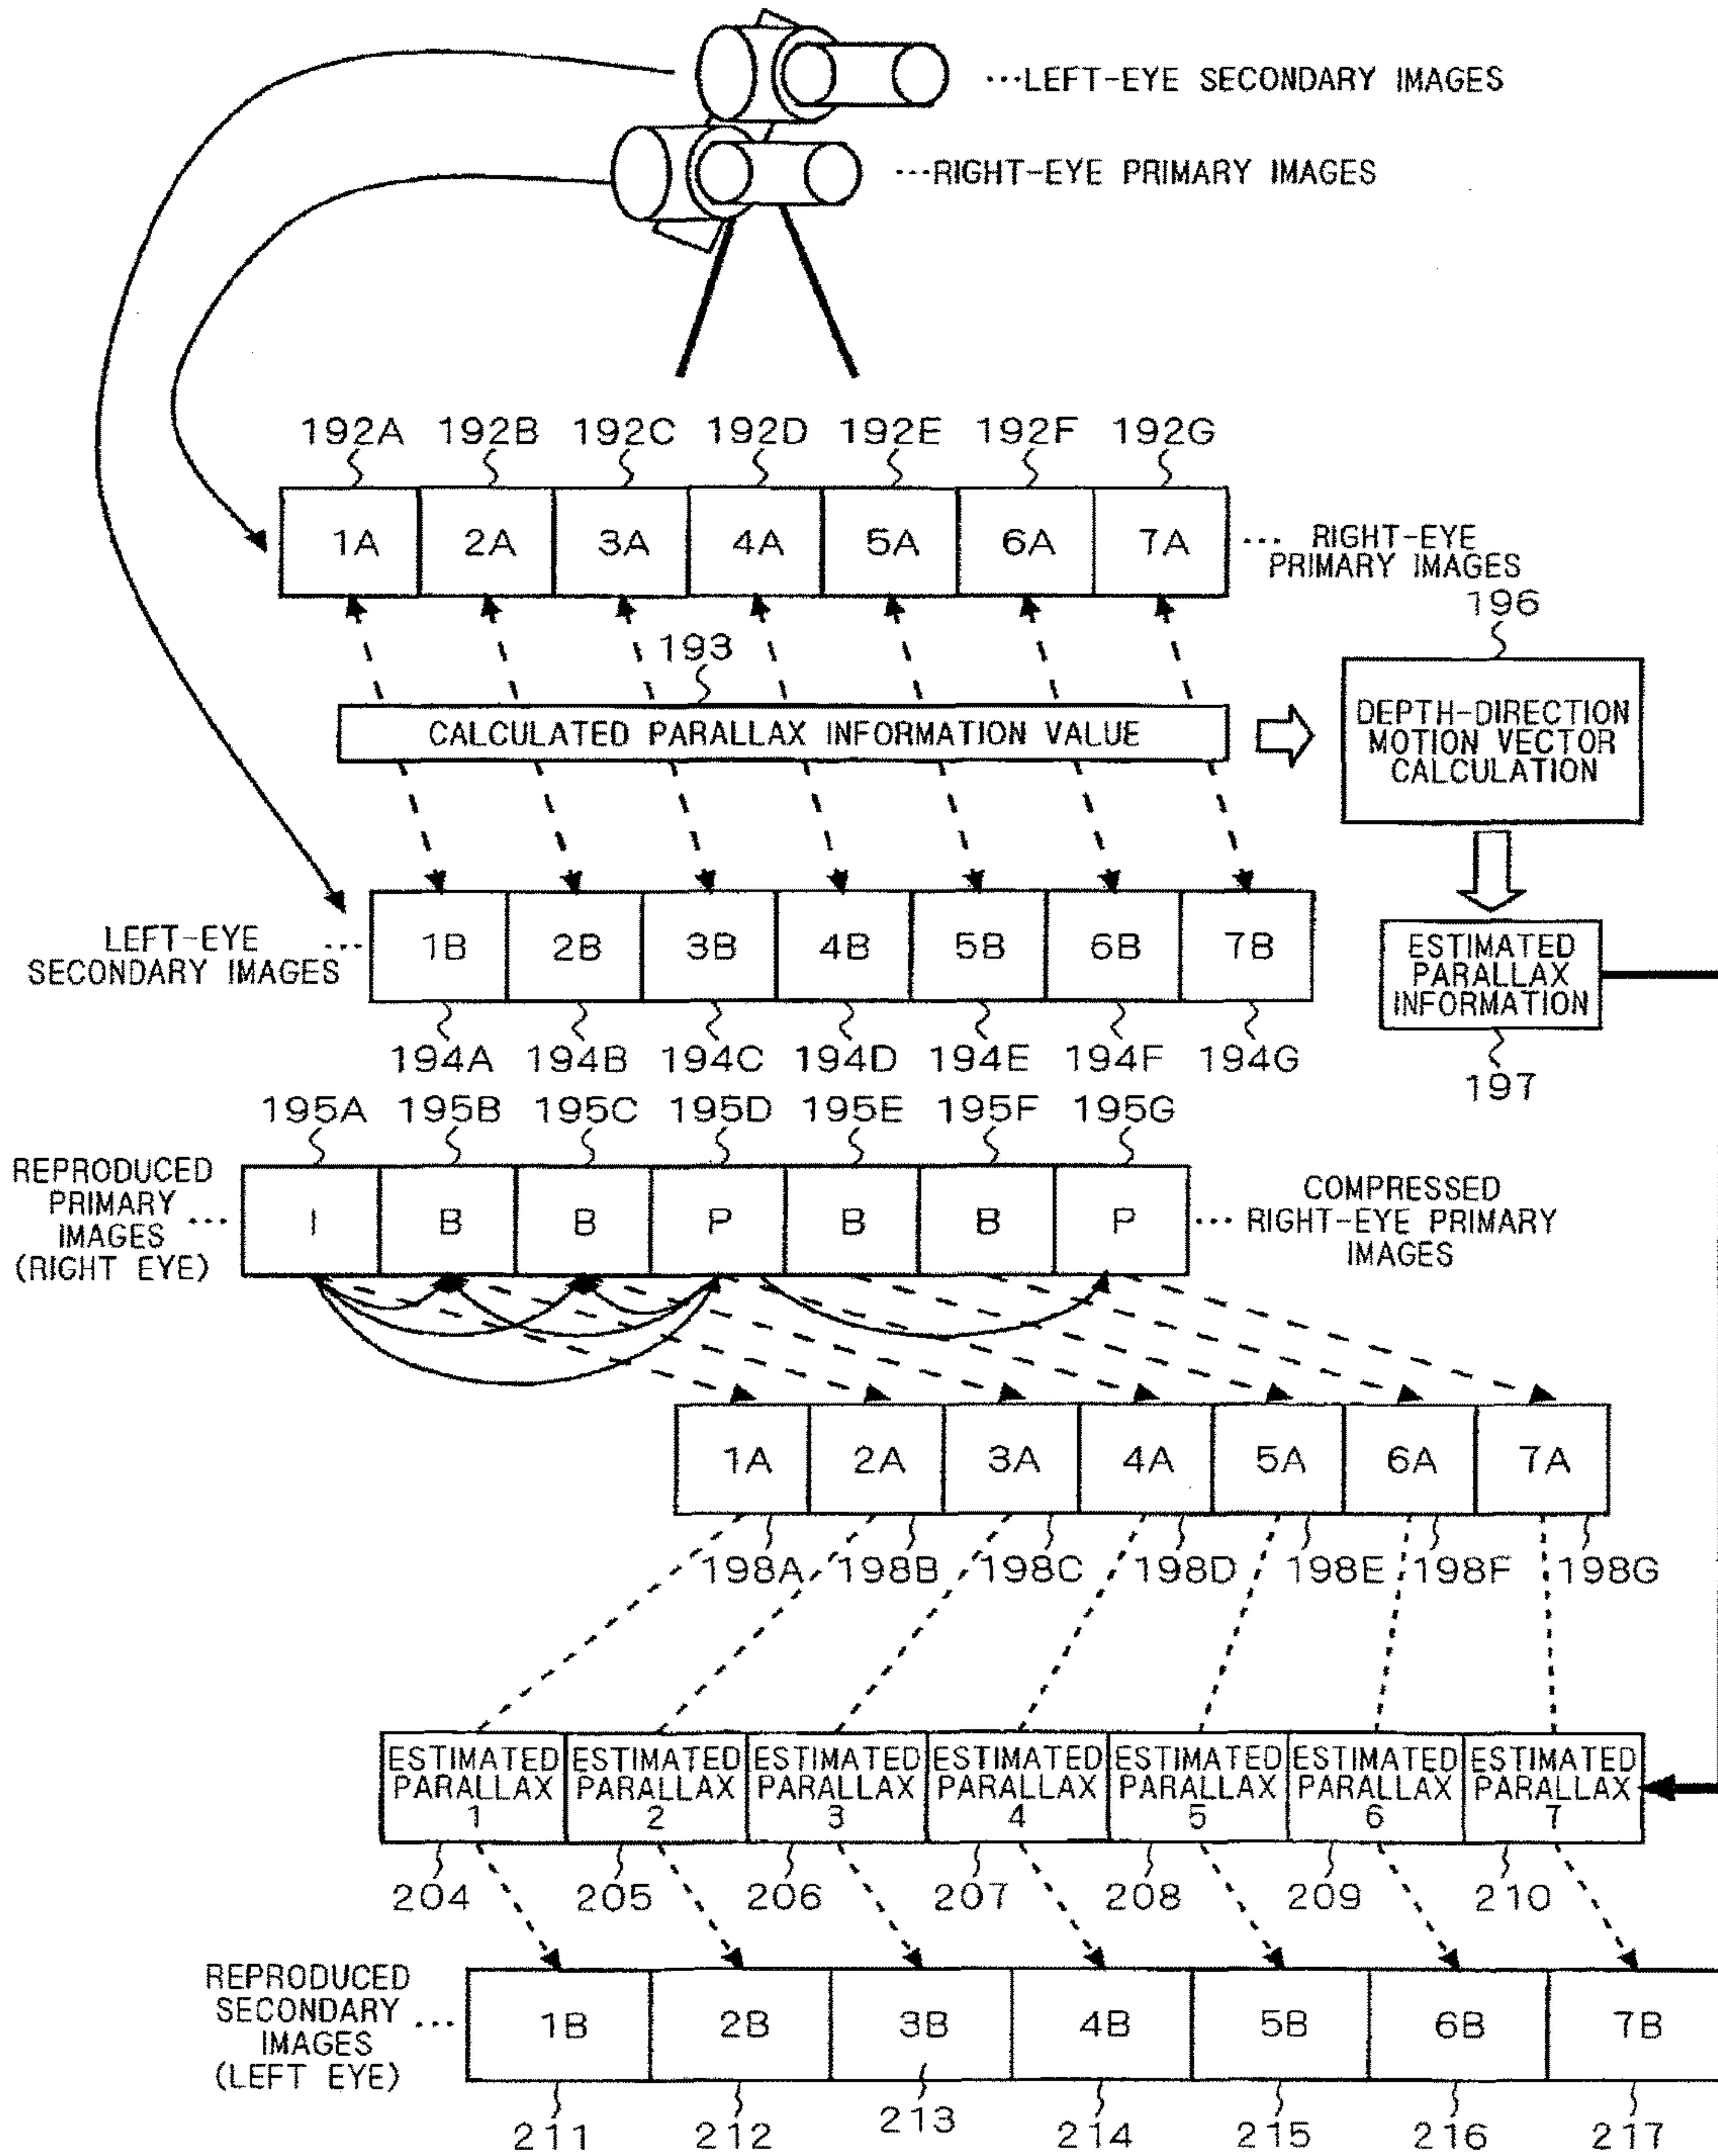 ···LEFT-EYE SECONDARY IMAGES
···RIGHT-EYE PRIMARY IMAGES
192A 192B 192C 192D 192E 192F 192G
1A 2A 3A 4A 5A 6A 7A
··· RIGHT-EYE
PRIMARY IMAGES
193
196
CALCULATED PARALLAX INFORMATION VALUE
DEPTH-DIRECTION
MOTION VECTOR
CALCULATION
LEFT-EYE ···
SECONDARY IMAGES
1B 2B 3B 4B 5B 6B 7B
ESTIMATED
PARALLAX
INFORMATION
194A 194B 194C 194D 194E 194F 194G
197
195A 195B 195C 195D 195E 195F 195G
REPRODUCED
PRIMARY
IMAGES ···
(RIGHT EYE)
I B B P B B P
COMPRESSED
··· RIGHT-EYE PRIMARY
IMAGES
1A 2A 3A 4A 5A 6A 7A
198A 198B 198C 198D 198E 198F 198G
ESTIMATED PARALLAX 1
ESTIMATED PARALLAX 2
ESTIMATED PARALLAX 3
ESTIMATED PARALLAX 4
ESTIMATED PARALLAX 5
ESTIMATED PARALLAX 6
ESTIMATED PARALLAX 7
204 205 206 207 208 209 210
REPRODUCED
SECONDARY ···
IMAGES
(LEFT EYE)
1B 2B 3B 4B 5B 6B 7B
211 212 213 214 215 216 217